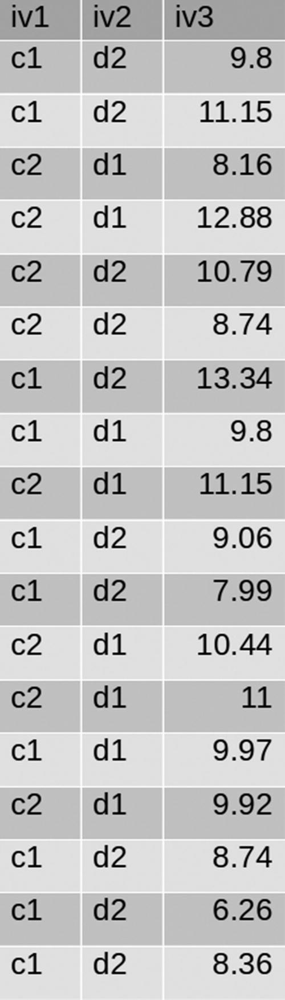 iv1 iv2 iv3
c1 d2 9.8
c1 d2 11.15
c2 d1 8.16
c2 d1 12.88
c2 d2 10.79
c2 d2 8.74
c1 d2 13.34
c1 d1 9.8
c2 d1 11.15
c1 d2 9.06
c1 d2 7.99
c2 d1 10.44
c2 d1 11
c1 d1 9.97
c2 d1 9.92
c1 d2 8.74
c1 d2 6.26
c1 d2 8.36